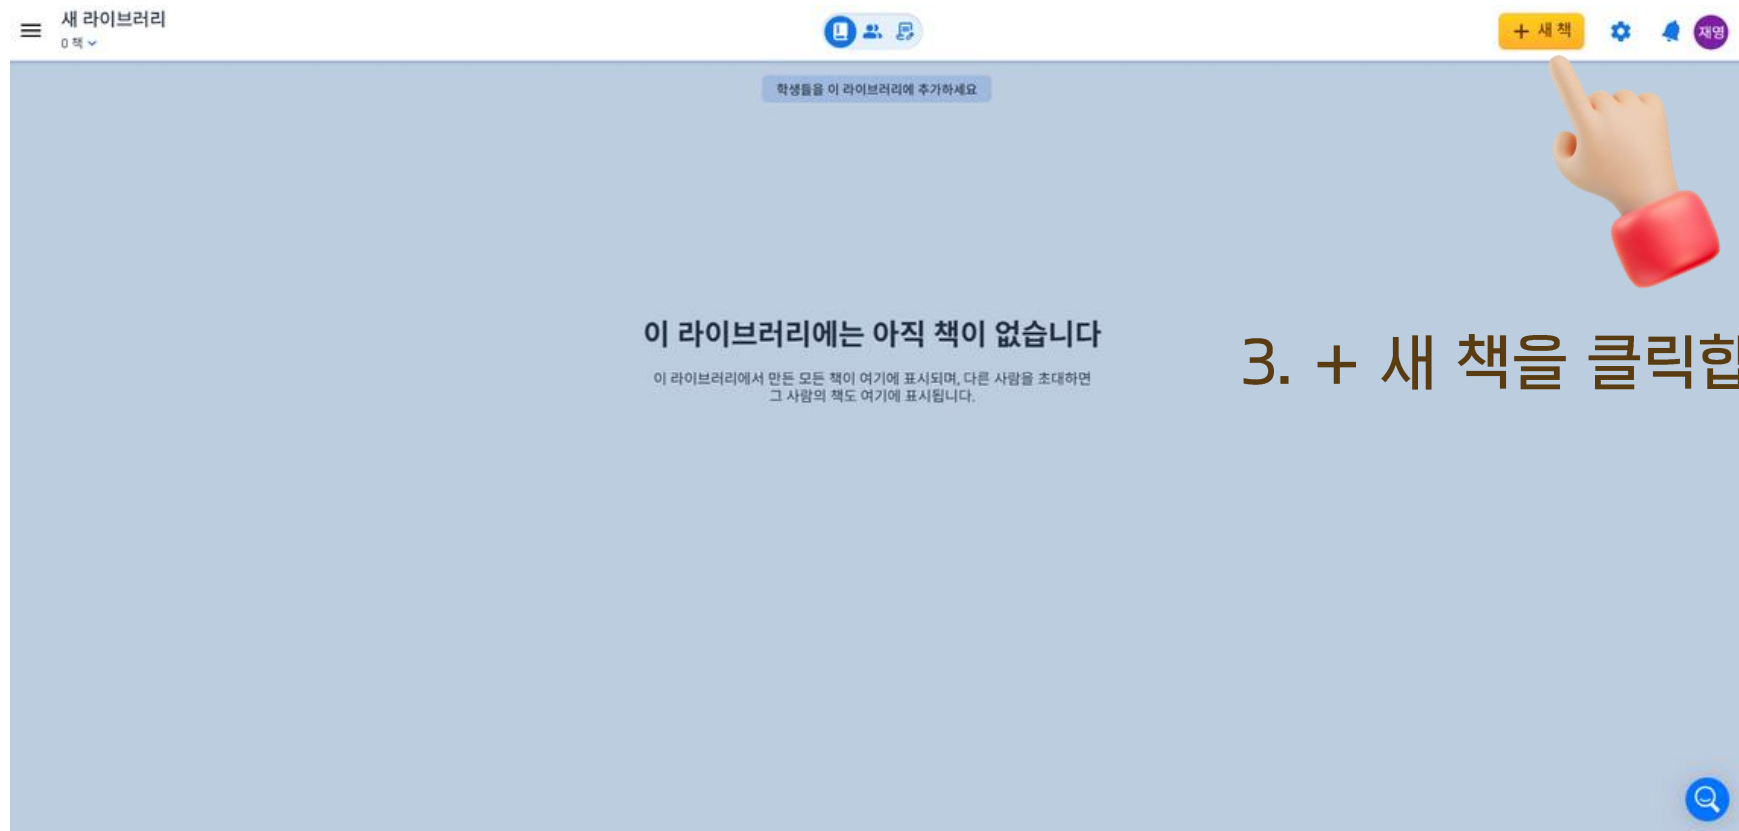 새 라이브러리
0 책
+ 새 책
재영
학생들을 이 라이브러리에 추가하세요
이 라이브러리에는 아직 책이 없습니다
이 라이브러리에서 만든 모든 책이 여기에 표시되며, 다른 사람을 초대하면
그 사람의 책도 여기에 표시됩니다.
3. + 새 책을 클릭합